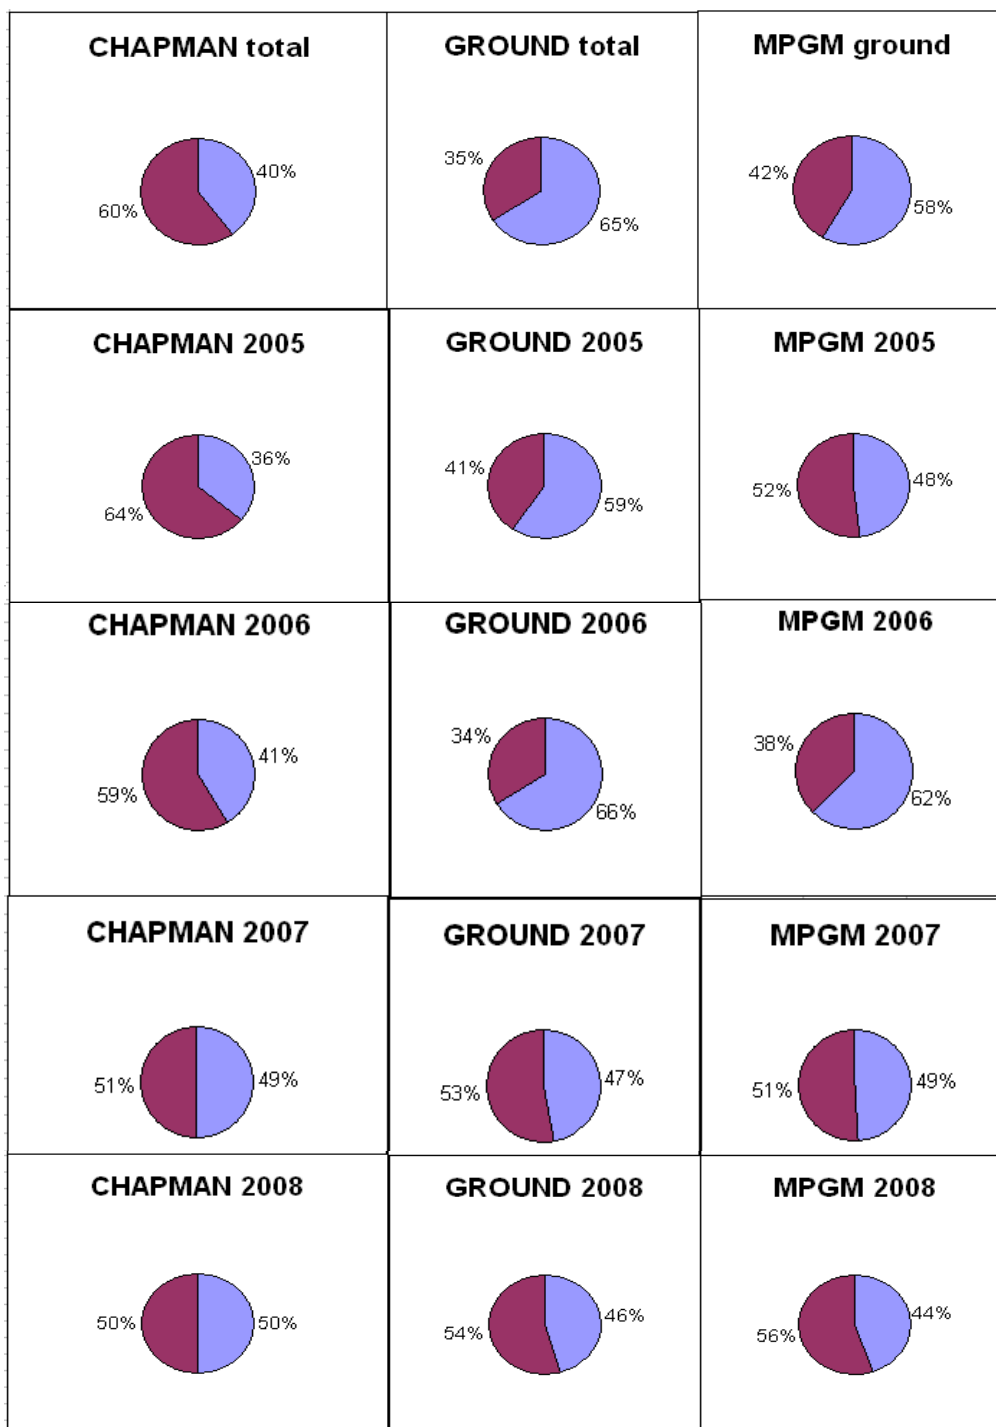 CHAPMAN total
40%
60%
GROUND total
35%
65%
MPGM ground
42%
58%
CHAPMAN 2005
36%
64%
GROUND 2005
41%
59%
MPGM 2005
52%
48%
CHAPMAN 2006
41%
59%
GROUND 2006
34%
66%
MPGM 2006
38%
62%
CHAPMAN 2007
51%
49%
GROUND 2007
47%
53%
MPGM 2007
51%
49%
CHAPMAN 2008
50%
50%
GROUND 2008
46%
54%
MPGM 2008
44%
56%